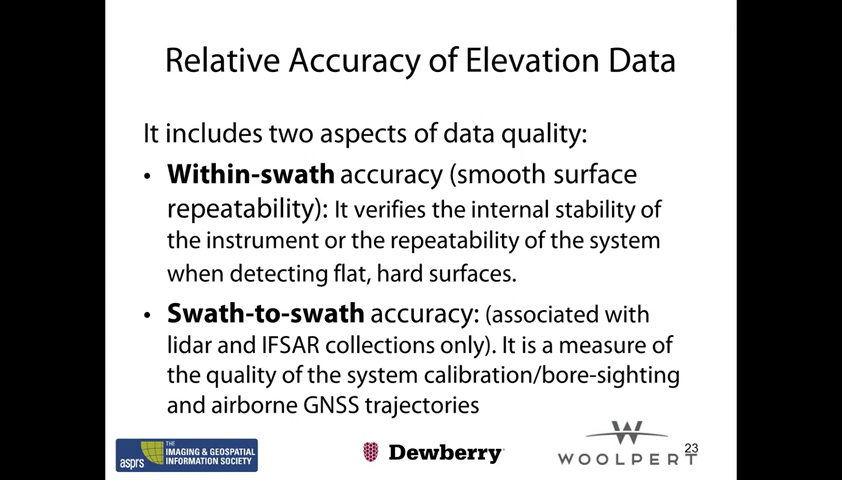 Relative Accuracy of Elevation Data
It includes two aspects of data quality:
• Within-swath accuracy (smooth surface
repeatability): It verifies the internal stability of
the instrument or the repeatability of the system
when detecting flat, hard surfaces.
• Swath-to-swath accuracy: (associated with
lidar and IFSAR collections only). It is a measure of
the quality of the system calibration/bore-sighting
and airborne GNSS trajectories
asprs THE
IMAGING & GEOSPATIAL
INFORMATION SOCIETY
Dewberry
WOOLPERT
23